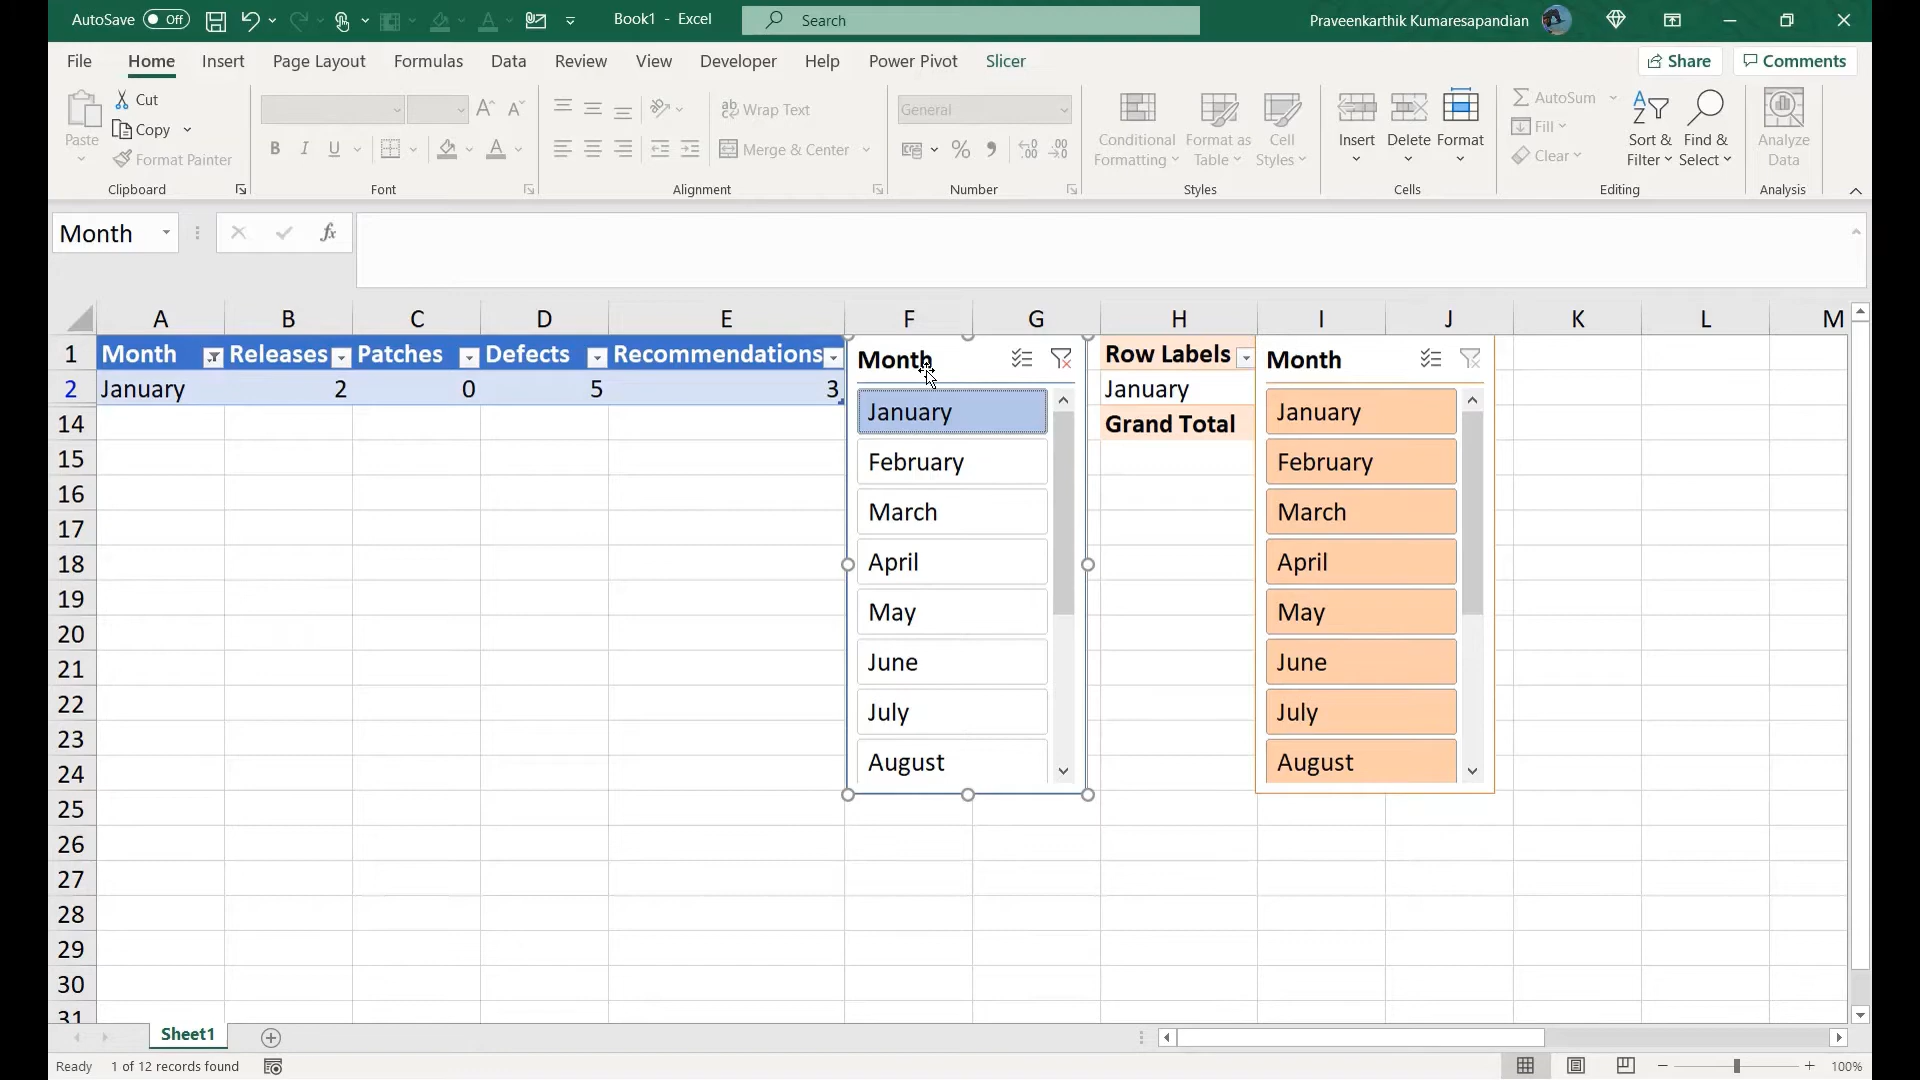 AutoSave Off Book1 - Excel Search Praveenkarthik Kumaresapandian
File Home Insert Page Layout Formulas Data Review View Developer Help Power Pivot Slicer Share Comments
Paste
Cut
Copy
Format Painter
Clipboard
B I U A
Font
Wrap Text
Merge & Center
Alignment
General
Number
Conditional Formatting
Format as Table
Cell Styles
Styles
Insert Delete Format
Cells
AutoSum
Fill
Clear
Sort & Filter
Find & Select
Editing
Analyze Data
Analysis
Month fx
A B C D E F G H I J K L M
1 Month Releases Patches Defects Recommendations Row Labels
2 January 2 0 5 3 January
14 Grand Total
15
16
17
18
19
20
21
22
23
24
25
26
27
28
29
30
31
Month
January
February
March
April
May
June
July
August
Month
January
February
March
April
May
June
July
August
Sheet1
Ready 1 of 12 records found 100%